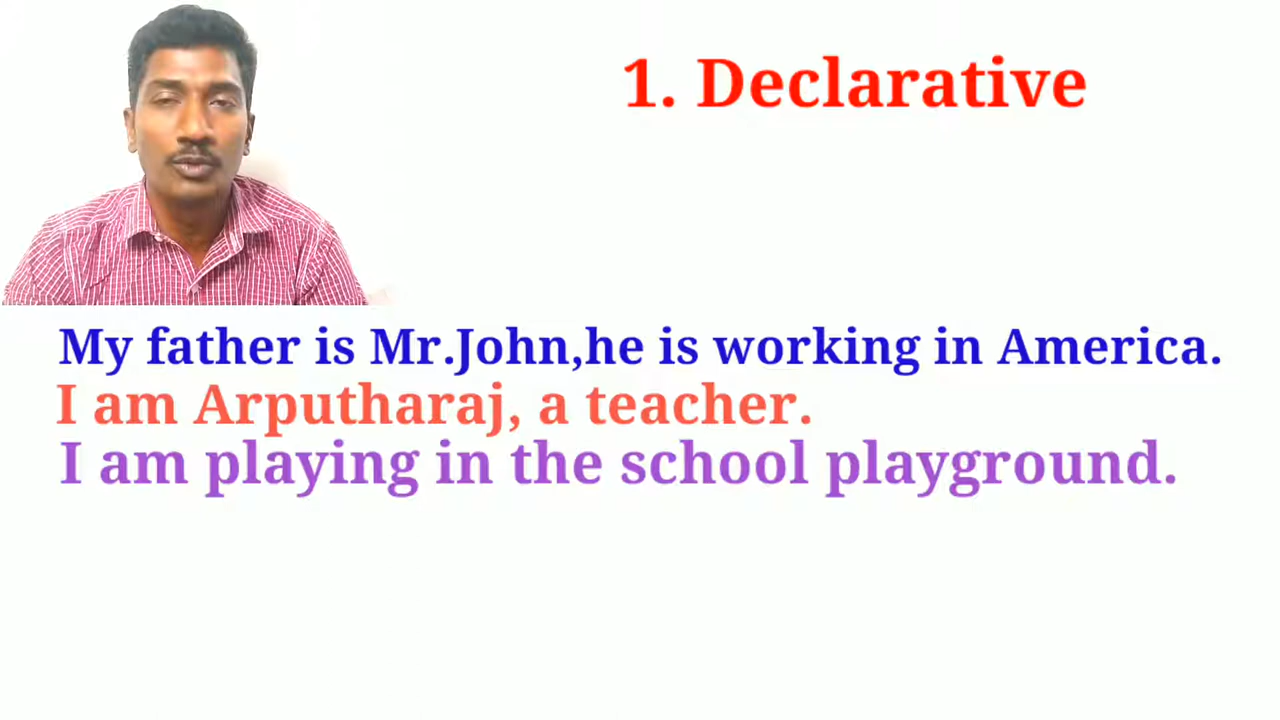 1. Declarative
My father is Mr.John,he is working in America.
I am Arputharaj, a teacher.
I am playing in the school playground.